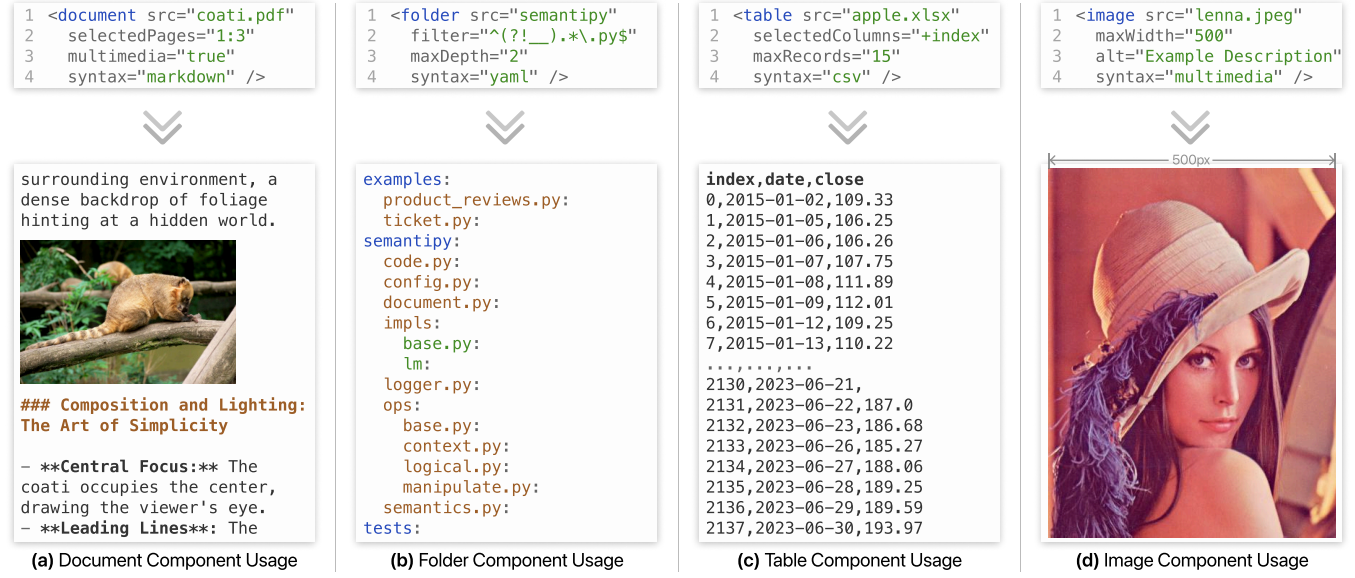 1 <document src="coati.pdf"
2 selectedPages="1:3"
3 multimedia="true"
4 syntax="markdown" />
surrounding environment, a
dense backdrop of foliage
hinting at a hidden world.
### Composition and Lighting:
The Art of Simplicity
- **Central Focus:** The
coati occupies the center,
drawing the viewer's eye.
- **Leading Lines**: The
(a) Document Component Usage
1 <folder src="semantipy"
2 filter="^(?!__).*\.py$"
3 maxDepth="2"
4 syntax="yaml" />
examples:
product_reviews.py:
ticket.py:
semantipy:
code.py:
config.py:
document.py:
impls:
base.py:
lm:
logger.py:
ops:
base.py:
context.py:
logical.py:
manipulate.py:
semantics.py:
tests:
(b) Folder Component Usage
1 <table src="apple.xlsx"
2 selectedColumns="+index"
3 maxRecords="15"
4 syntax="csv" />
index,date,close
0,2015-01-02,109.33
1,2015-01-05,106.25
2,2015-01-06,106.26
3,2015-01-07,107.75
4,2015-01-08,111.89
5,2015-01-09,112.01
6,2015-01-12,109.25
7,2015-01-13,110.22
...,...,...
2130,2023-06-21,
2131,2023-06-22,187.0
2132,2023-06-23,186.68
2133,2023-06-26,185.27
2134,2023-06-27,188.06
2135,2023-06-28,189.25
2136,2023-06-29,189.59
2137,2023-06-30,193.97
(c) Table Component Usage
1 <image src="lenna.jpeg"
2 maxWidth="500"
3 alt="Example Description"
4 syntax="multimedia" />
500px
(d) Image Component Usage